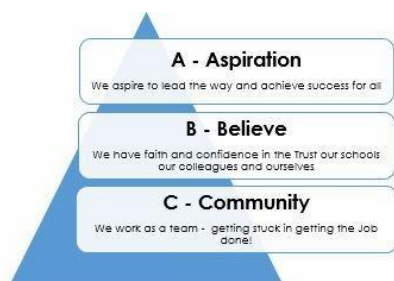 A - Aspiration
We aspire to lead the way and achieve success for all
B - Believe
We have faith and confidence in the Trust our schools
our colleagues and ourselves
C - Community
We work as a team - getting stuck in getting the Job
done!